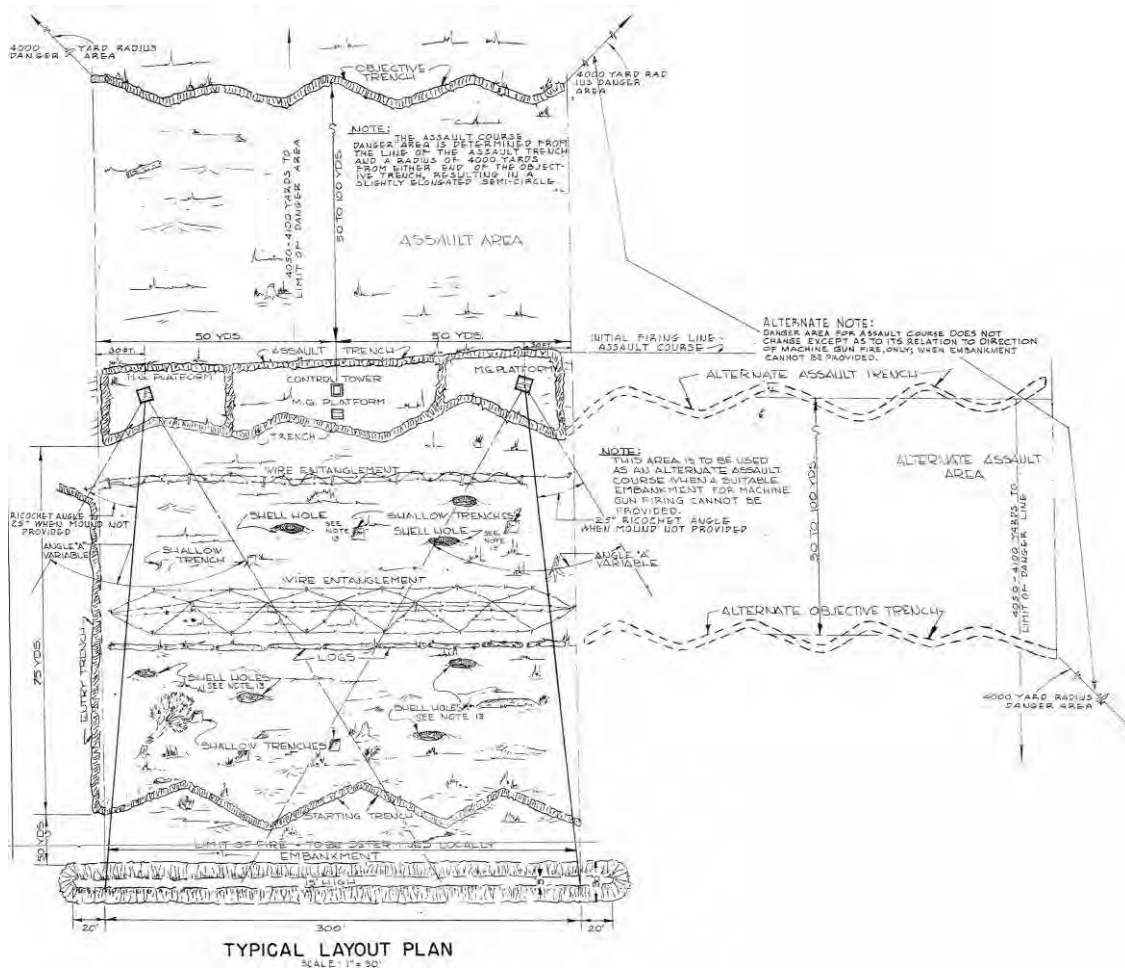 4000 YARD RADIUS
DANGER AREA
OBJECTIVE
TRENCH
4000 YARD RAD
IUS DANGER
AREA
NOTE:
THE ASSAULT COURSE
DANGER AREA IS DETERMINED FROM
THE LINE OF THE ASSAULT TRENCH
AND A RADIUS OF 4000 YARDS
FROM EITHER END OF THE OBJECT-
IVE TRENCH, RESULTING IN A
SLIGHTLY ELONGATED SEMI-CIRCLE
4050-4100 YARDS TO
LIMIT OF DANGER AREA
50 TO 100 YDS.
ASSAULT AREA
50 YDS.
50 YDS.
30FT.
30FT.
ASSAULT TRENCH
INITIAL FIRING LINE-
ASSAULT COURSE
ALTERNATE NOTE:
DANGER AREA FOR ASSAULT COURSE DOES NOT
CHANGE EXCEPT AS TO ITS RELATION TO DIRECTION
OF MACHINE GUN FIRE, ONLY, WHEN EMBANKMENT
CANNOT BE PROVIDED.
M.G. PLATFORM
CONTROL TOWER
M.G. PLATFORM
M.G. PLATFORM
TRENCH
ALTERNATE ASSAULT TRENCH
WIRE ENTANGLEMENT
NOTE:
THIS AREA IS TO BE USED
AS AN ALTERNATE ASSAULT
COURSE WHEN A SUITABLE
EMBANKMENT FOR MACHINE
GUN FIRING CANNOT BE
PROVIDED.
ALTERNATE ASSAULT
AREA
50 TO 100 YDS.
4050-4100 YARDS TO
LIMIT OF DANGER LINE
RICOCHET ANGLE
25° WHEN MOUND NOT
PROVIDED
25° RICOCHET ANGLE
WHEN MOUND NOT PROVIDED
SHELL HOLE
SEE
NOTE
13
SHALLOW TRENCHES
SHELL HOLE
SEE
NOTE
13
ANGLE "A"
VARIABLE
SHALLOW
TRENCH
ANGLE "A"
VARIABLE
WIRE ENTANGLEMENT
ALTERNATE OBJECTIVE TRENCH
LOGS
75 YDS.
ENTRY TRENCH
SHELL HOLES
SEE NOTE 13
SHELL HOLES
SEE NOTE 13
SHALLOW TRENCHES
4000 YARD RADIUS
DANGER AREA
STARTING TRENCH
50 YDS.
LIMIT OF FIRE - TO BE DETERMINED LOCALLY
EMBANKMENT
15' HIGH
20'
300'
20'
TYPICAL LAYOUT PLAN
SCALE - 1" = 30'